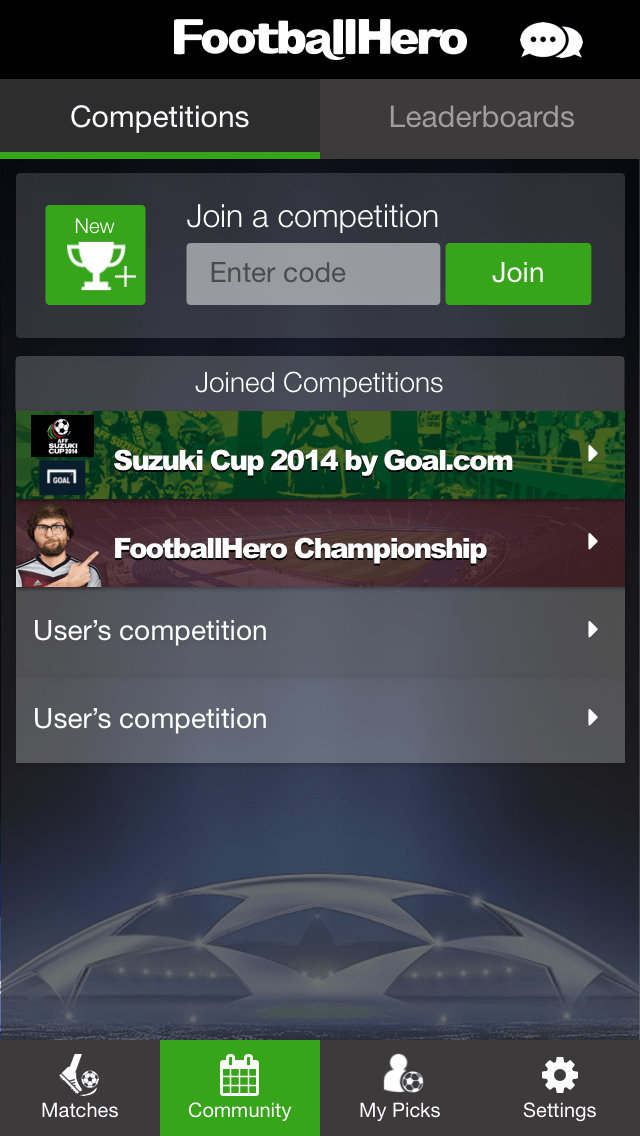 FootballHero
Competitions
Leaderboards
New
Join a competition
Enter code
Join
Joined Competitions
AFF
SUZUKI
CUP 2014
GOAL
Suzuki Cup 2014 by Goal.com
FootballHero Championship
User's competition
User's competition
Matches
Community
My Picks
Settings